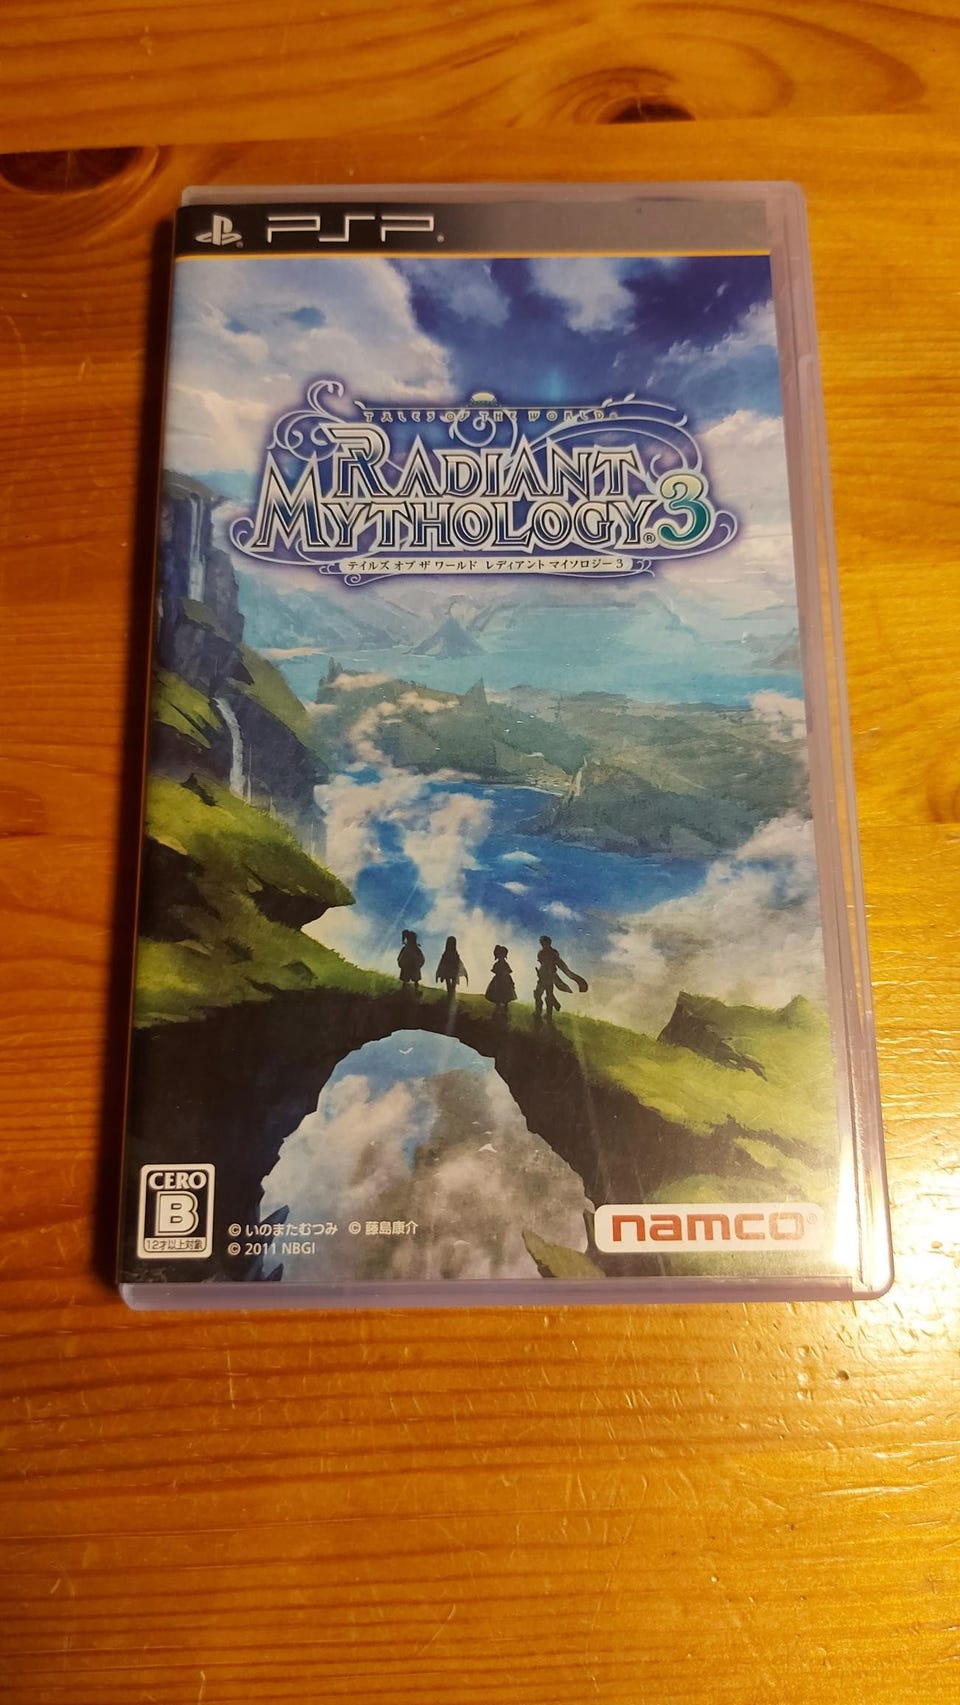 PSP®
TALES OF THE WORLD®
RADIANT
MYTHOLOGY®3
テイルズ オブ ザ ワールド レディアント マイソロジー 3
CERO
B
12才以上対象
© いのまたむつみ © 藤島康介
© 2011 NBGI
namco®